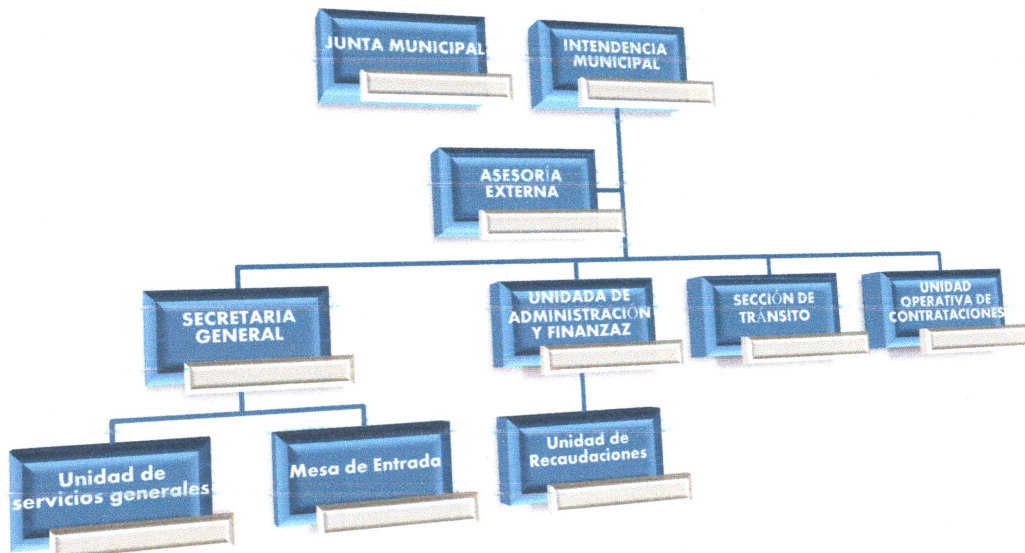 JUNTA MUNICIPAL
INTENDENCIA
MUNICIPAL
ASESORÍA
EXTERNA
SECRETARIA
GENERAL
UNIDADA DE
ADMINISTRACIÓN
Y FINANZAZ
SECCIÓN DE
TRÁNSITO
UNIDAD
OPERATIVA DE
CONTRATACIONES
Unidad de
servicios generales
Mesa de Entrada
Unidad de
Recaudaciones